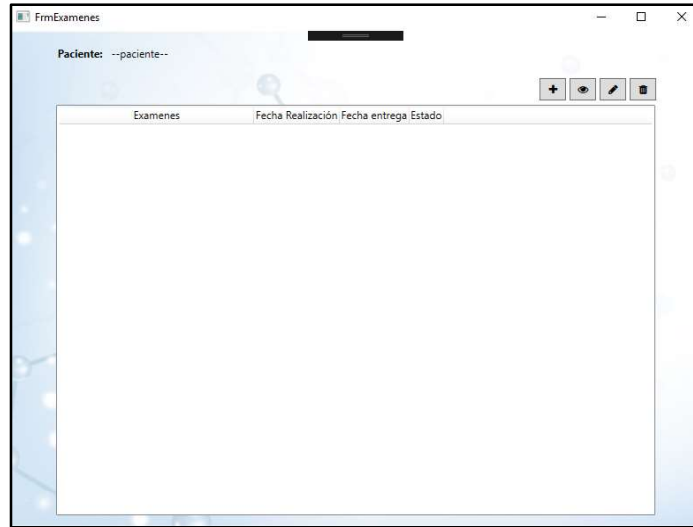 FrmExamenes
Paciente: --paciente--
Examenes Fecha Realización Fecha entrega Estado